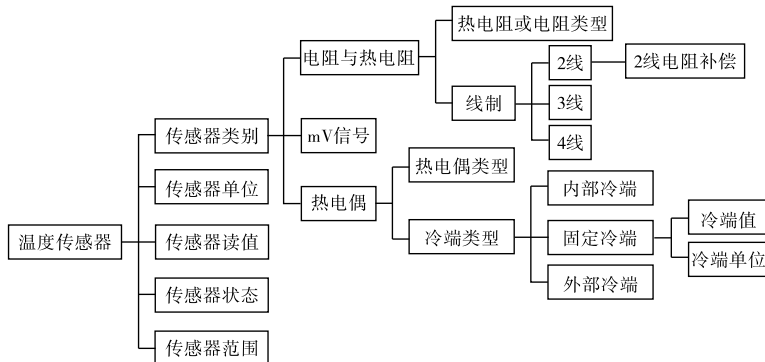 热电阻或电阻类型
电阻与热电阻
2线
2线电阻补偿
线制
3线
传感器类别
mV信号
4线
热电偶类型
传感器单位
内部冷端
热电偶
冷端值
温度传感器
传感器读值
冷端类型
固定冷端
冷端单位
外部冷端
传感器状态
传感器范围